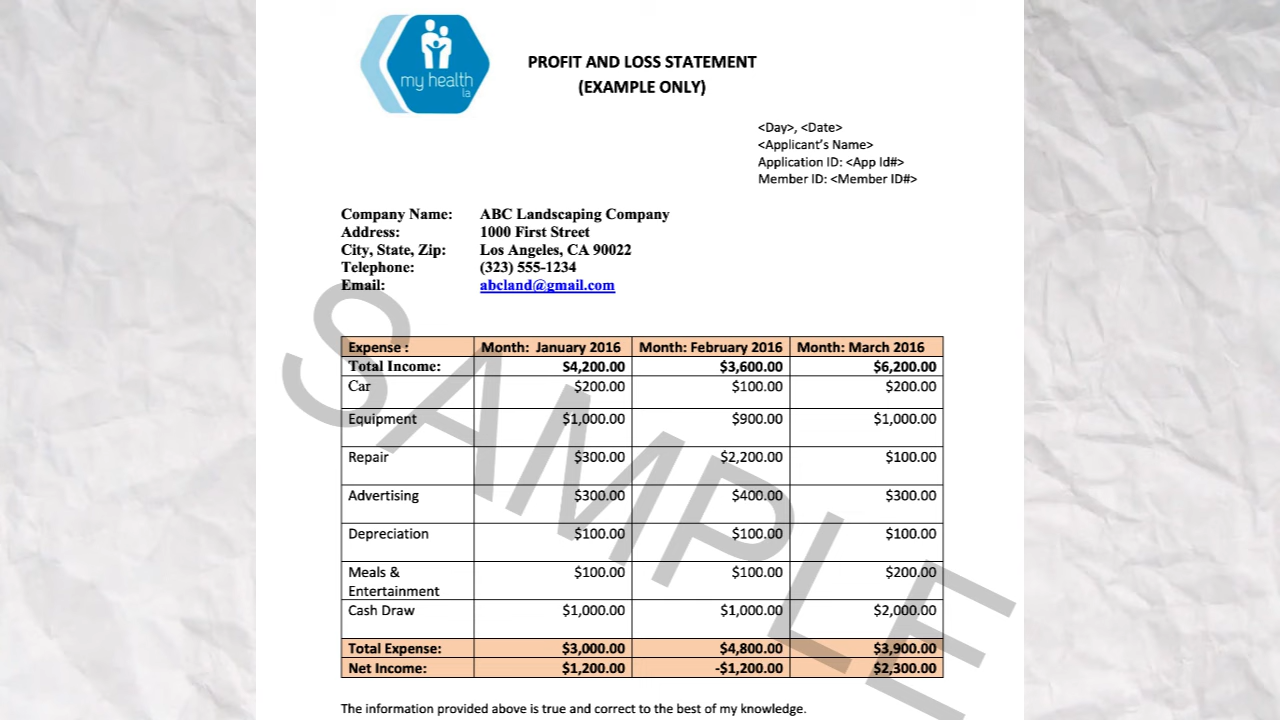 my health
la
PROFIT AND LOSS STATEMENT
(EXAMPLE ONLY)
<Day>, <Date>
<Applicant's Name>
Application ID: <App Id#>
Member ID: <Member ID#>
Company Name: ABC Landscaping Company
Address: 1000 First Street
City, State, Zip: Los Angeles, CA 90022
Telephone: (323) 555-1234
Email: abcland@gmail.com
SAMPLE
Expense : Month: January 2016 Month: February 2016 Month: March 2016
Total Income: $4,200.00 $3,600.00 $6,200.00
Car $200.00 $100.00 $200.00
Equipment $1,000.00 $900.00 $1,000.00
Repair $300.00 $2,200.00 $100.00
Advertising $300.00 $400.00 $300.00
Depreciation $100.00 $100.00 $100.00
Meals & $100.00 $100.00 $200.00
Entertainment
Cash Draw $1,000.00 $1,000.00 $2,000.00
Total Expense: $3,000.00 $4,800.00 $3,900.00
Net Income: $1,200.00 -$1,200.00 $2,300.00
The information provided above is true and correct to the best of my knowledge.